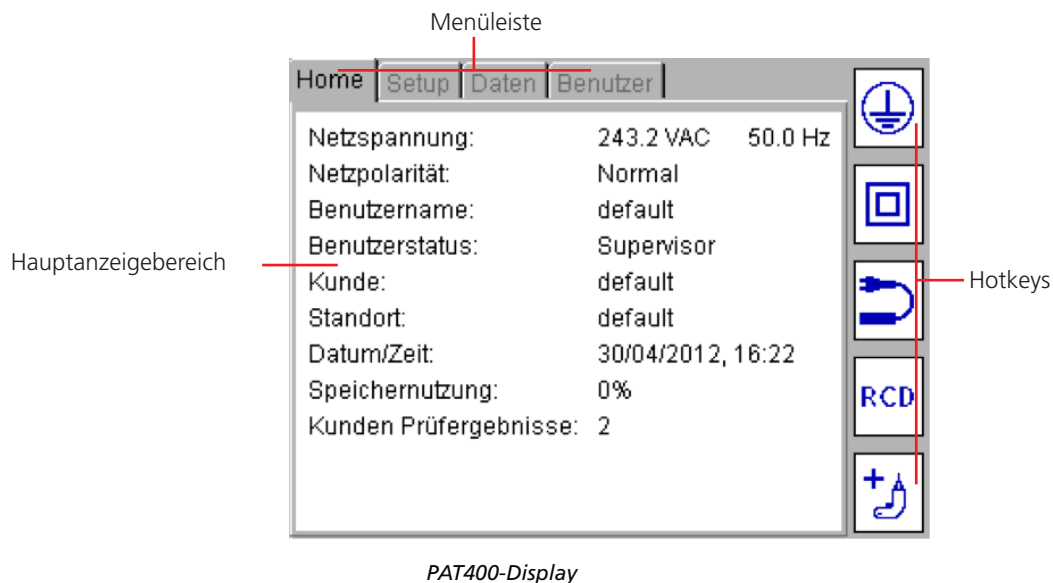 Menüleiste
Home Setup Daten Benutzer
Netzspannung: 243.2 VAC 50.0 Hz
Netzpolarität: Normal
Benutzername: default
Benutzerstatus: Supervisor
Hauptanzeigebereich
Kunde: default
Hotkeys
Standort: default
Datum/Zeit: 30/04/2012, 16:22
Speichernutzung: 0%
RCD
Kunden Prüfergebnisse: 2
PAT400-Display